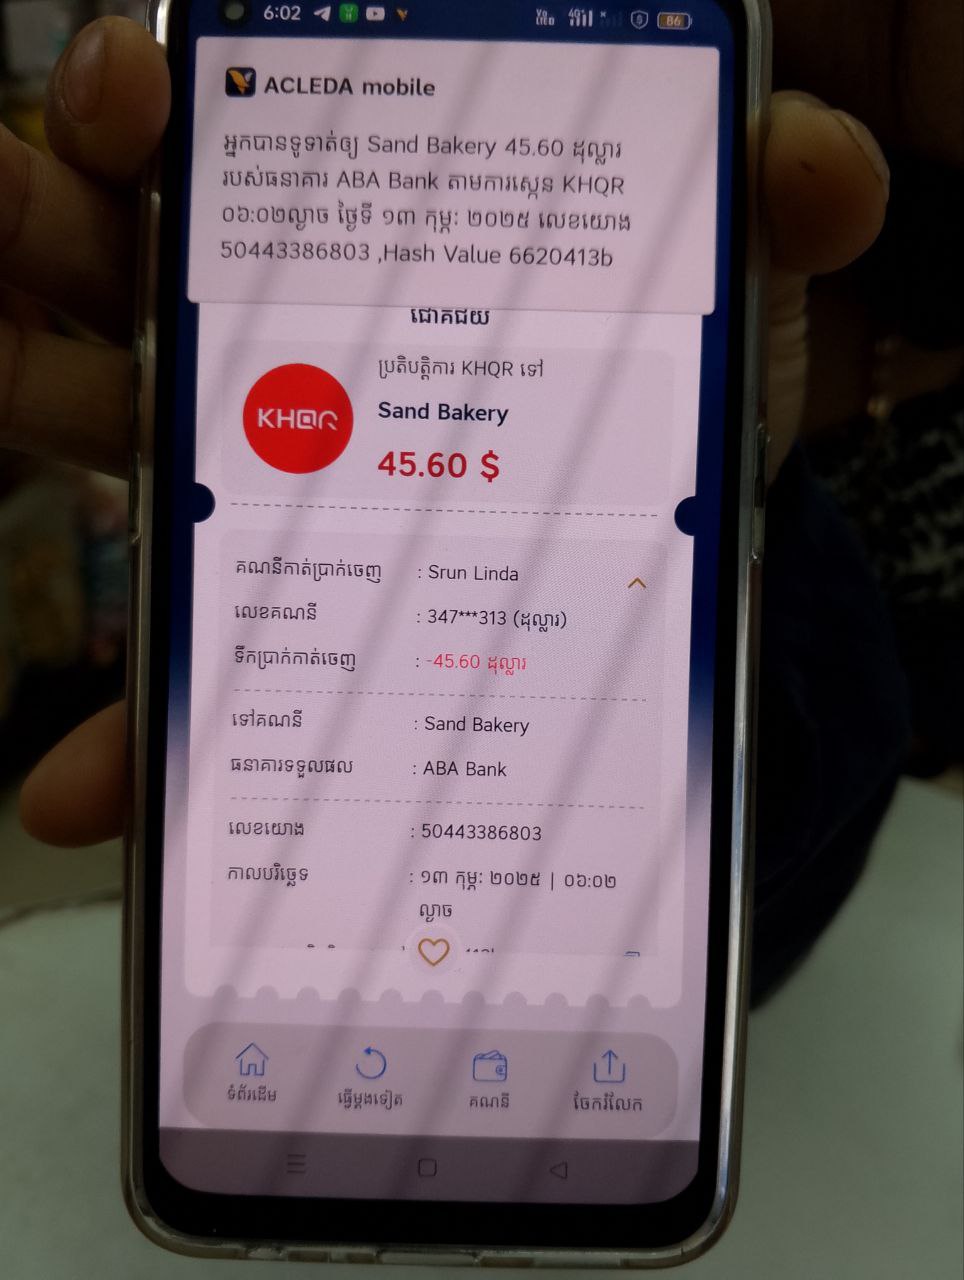 6:02
Vo LTED 4G+ 86
ACLEDA mobile
អ្នកបានទូទាត់ឲ្យ Sand Bakery 45.60 ដុល្លារ
របស់ធនាគារ ABA Bank តាមការស្កេន KHQR
០៦:០២ល្ងាច ថ្ងៃទី ១៣ កុម្ភៈ ២០២៥ លេខយោង
50443386803 ,Hash Value 6620413b
ជោគជ័យ
ប្រតិបត្តិការ KHQR ទៅ
KHQR
Sand Bakery
45.60 $
គណនីកាត់ប្រាក់ចេញ : Srun Linda
លេខគណនី : 347***313 (ដុល្លារ)
ទឹកប្រាក់កាត់ចេញ : -45.60 ដុល្លារ
ទៅគណនី : Sand Bakery
ធនាគារទទួលផល : ABA Bank
លេខយោង : 50443386803
កាលបរិច្ឆេទ : ១៣ កុម្ភៈ ២០២៥ | ០៦:០២
ល្ងាច
ទំព័រដើម ធ្វើម្តងទៀត គណនី ចែករំលែក